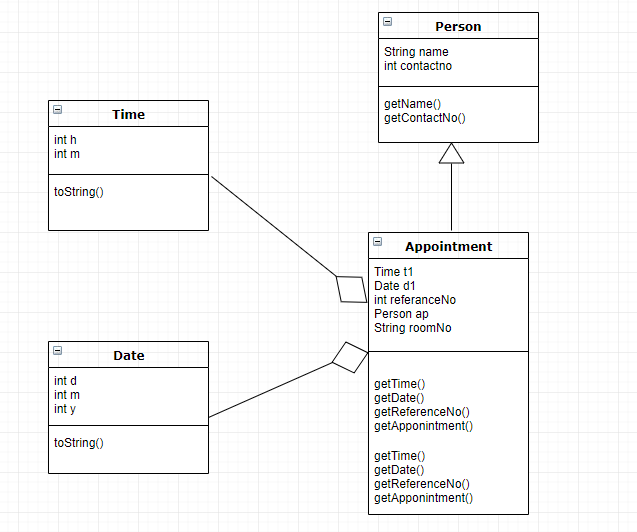 Person
String name
int contactno
getName()
getContactNo()
Time
int h
int m
toString()
Appointment
Time t1
Date d1
int referanceNo
Person ap
String roomNo
getTime()
getDate()
getReferenceNo()
getApponintment()
getTime()
getDate()
getReferenceNo()
getApponintment()
Date
int d
int m
int y
toString()